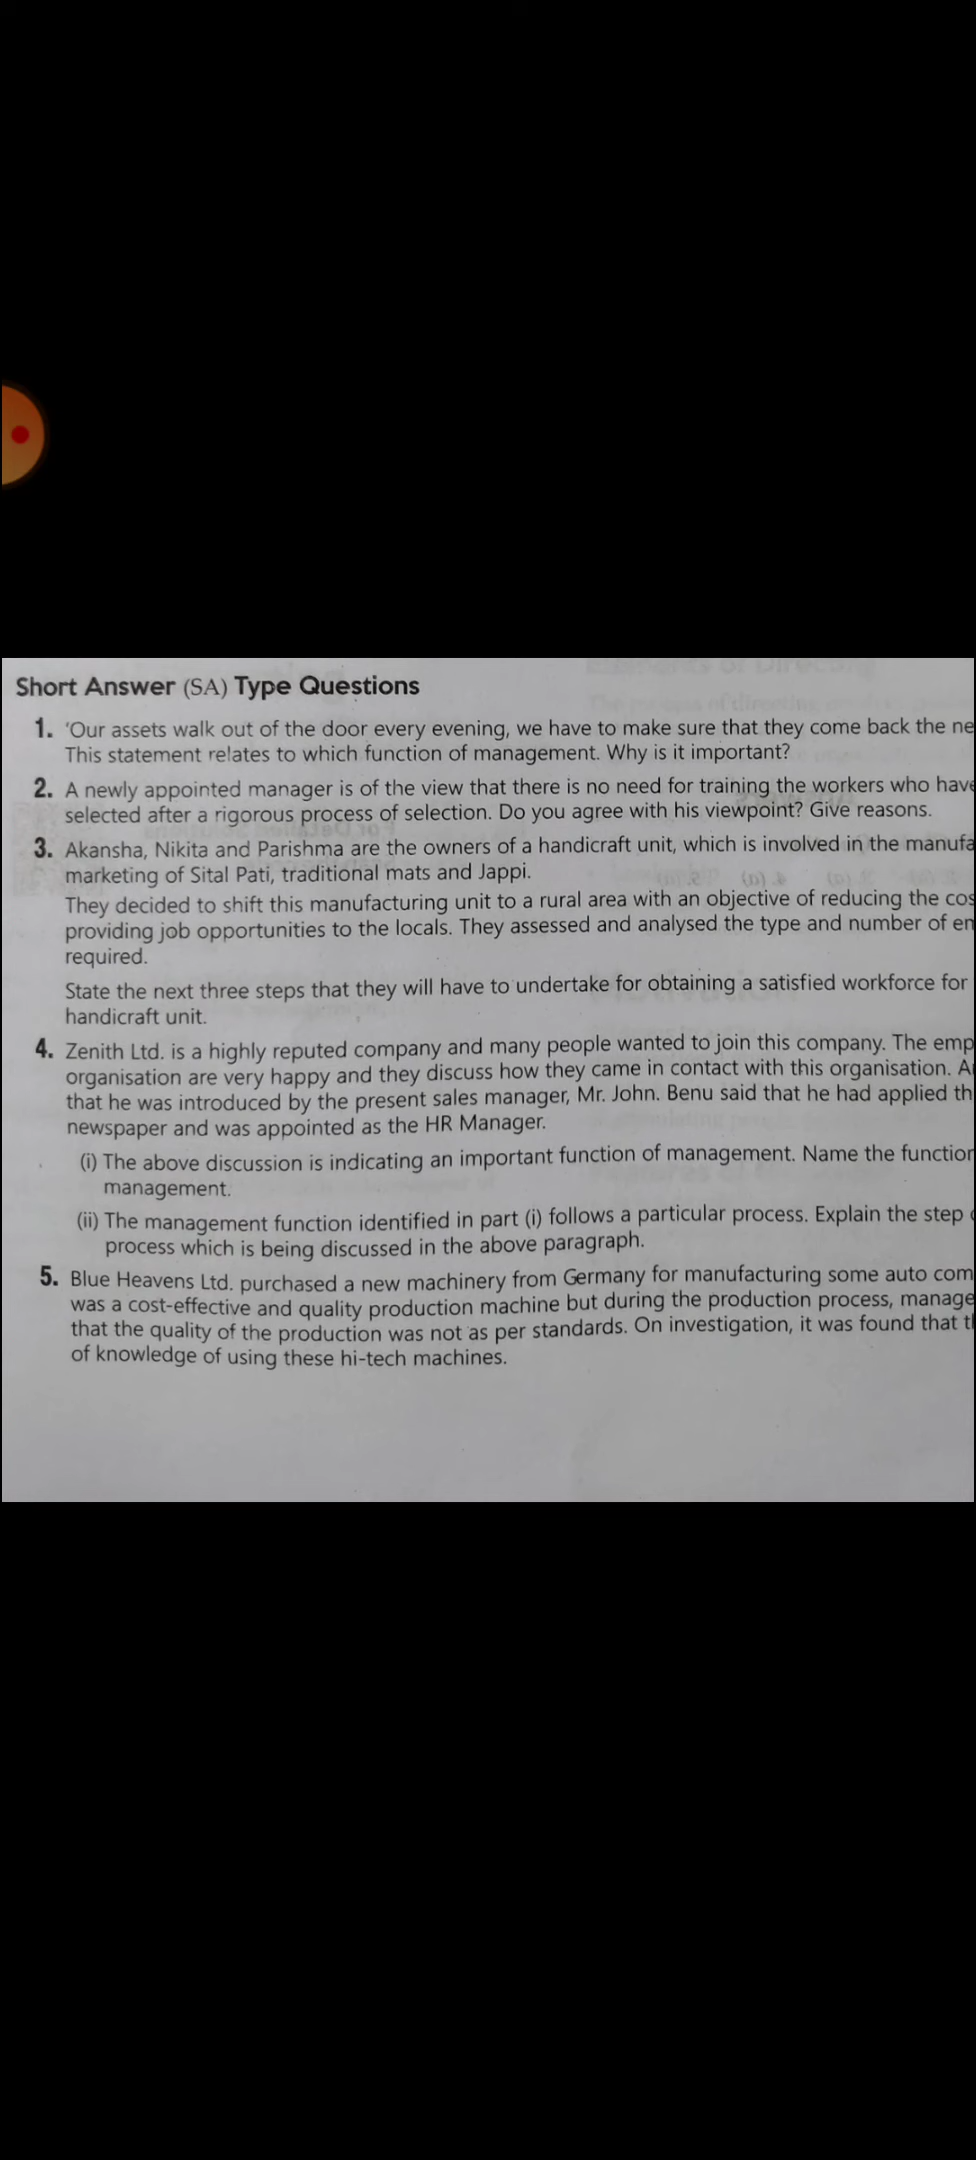 Short Answer (SA) Type Questions
1. 'Our assets walk out of the door every evening, we have to make sure that they come back the ne
This statement relates to which function of management. Why is it important?
2. A newly appointed manager is of the view that there is no need for training the workers who have
selected after a rigorous process of selection. Do you agree with his viewpoint? Give reasons.
3. Akansha, Nikita and Parishma are the owners of a handicraft unit, which is involved in the manufa
marketing of Sital Pati, traditional mats and Jappi.
They decided to shift this manufacturing unit to a rural area with an objective of reducing the cos
providing job opportunities to the locals. They assessed and analysed the type and number of em
required.
State the next three steps that they will have to undertake for obtaining a satisfied workforce for
handicraft unit.
4. Zenith Ltd. is a highly reputed company and many people wanted to join this company. The emp
organisation are very happy and they discuss how they came in contact with this organisation. A
that he was introduced by the present sales manager, Mr. John. Benu said that he had applied th
newspaper and was appointed as the HR Manager.
(i) The above discussion is indicating an important function of management. Name the function
management.
(ii) The management function identified in part (i) follows a particular process. Explain the step
process which is being discussed in the above paragraph.
5. Blue Heavens Ltd. purchased a new machinery from Germany for manufacturing some auto com
was a cost-effective and quality production machine but during the production process, manage
that the quality of the production was not as per standards. On investigation, it was found that th
of knowledge of using these hi-tech machines.